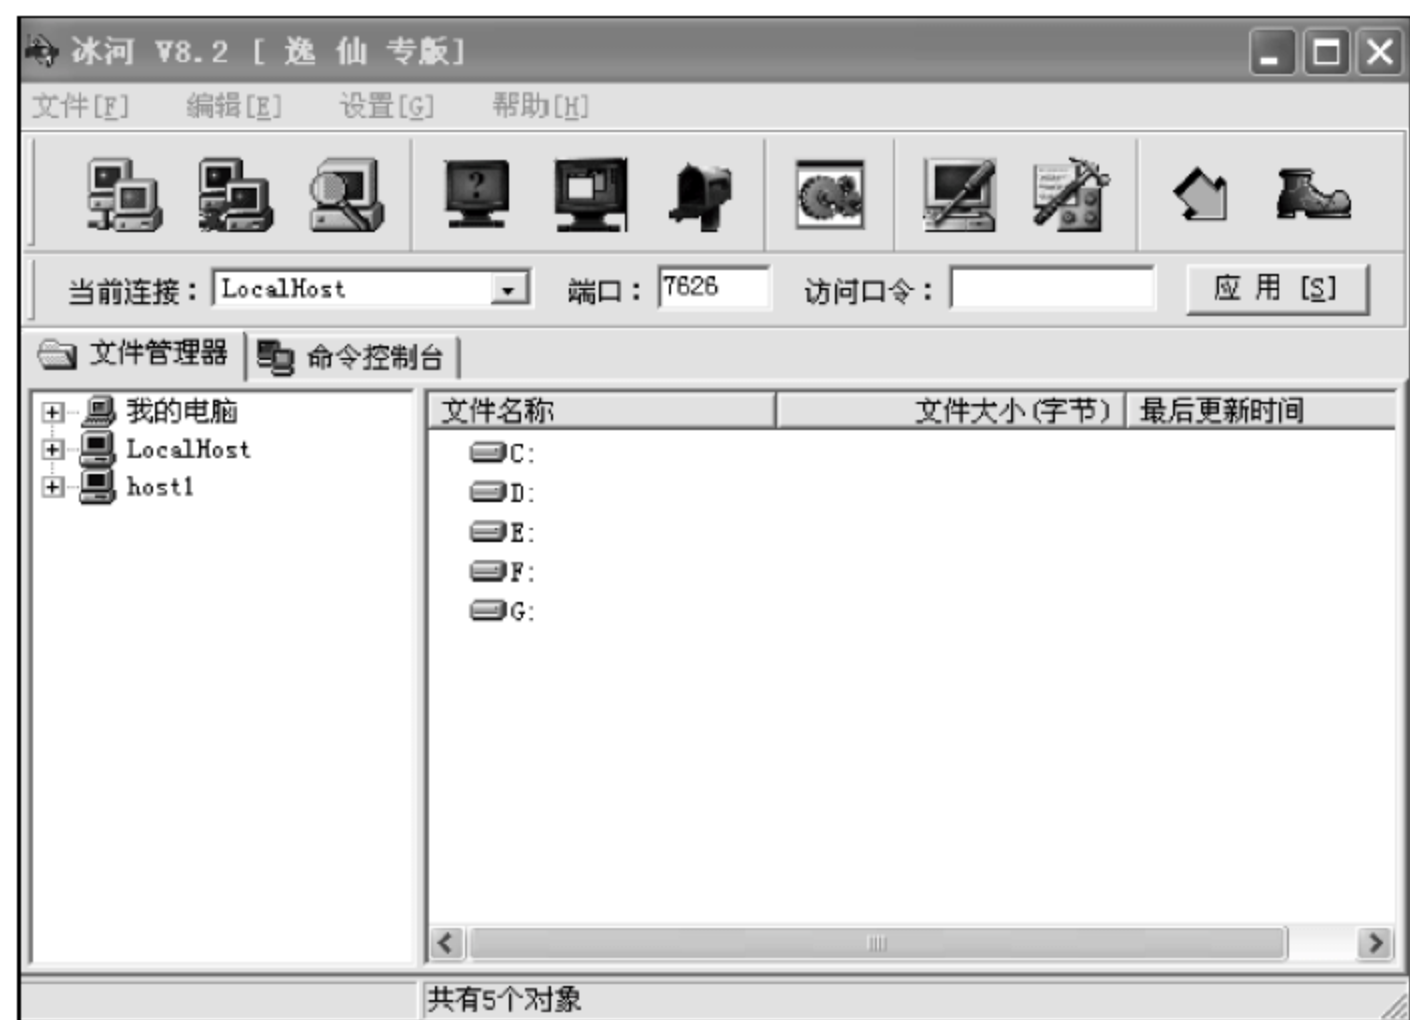 冰河 V8.2 [ 逸 仙 专版]
文件[F] 编辑[E] 设置[G] 帮助[H]
当前连接： LocalHost 端口： 7626 访问口令： 应 用 [S]
文件管理器 命令控制台
我的电脑
LocalHost
host1
文件名称 文件大小(字节) 最后更新时间
C:
D:
E:
F:
G:
共有5个对象